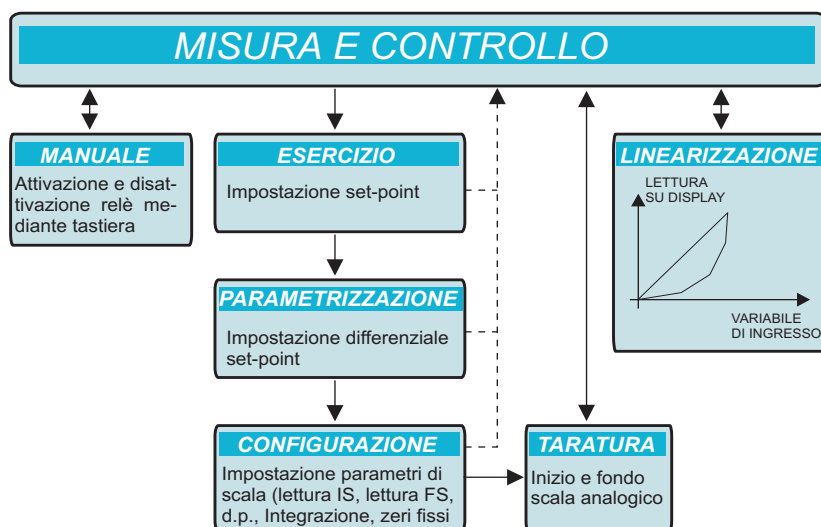 MISURA E CONTROLLO
MANUALE
Attivazione e disat-
tivazione relè me-
diante tastiera
ESERCIZIO
Impostazione set-point
PARAMETRIZZAZIONE
Impostazione differenziale
set-point
CONFIGURAZIONE
Impostazione parametri di
scala (lettura IS, lettura FS,
d.p., Integrazione, zeri fissi
TARATURA
Inizio e fondo
scala analogico
LINEARIZZAZIONE
LETTURA
SU DISPLAY
VARIABILE
DI INGRESSO